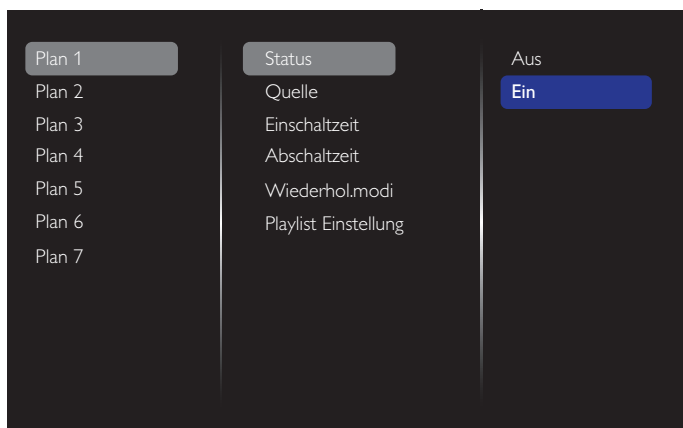 Plan 1
Plan 2
Plan 3
Plan 4
Plan 5
Plan 6
Plan 7
Status
Quelle
Einschaltzeit
Abschaltzeit
Wiederhol.modi
Playlist Einstellung
Aus
Ein